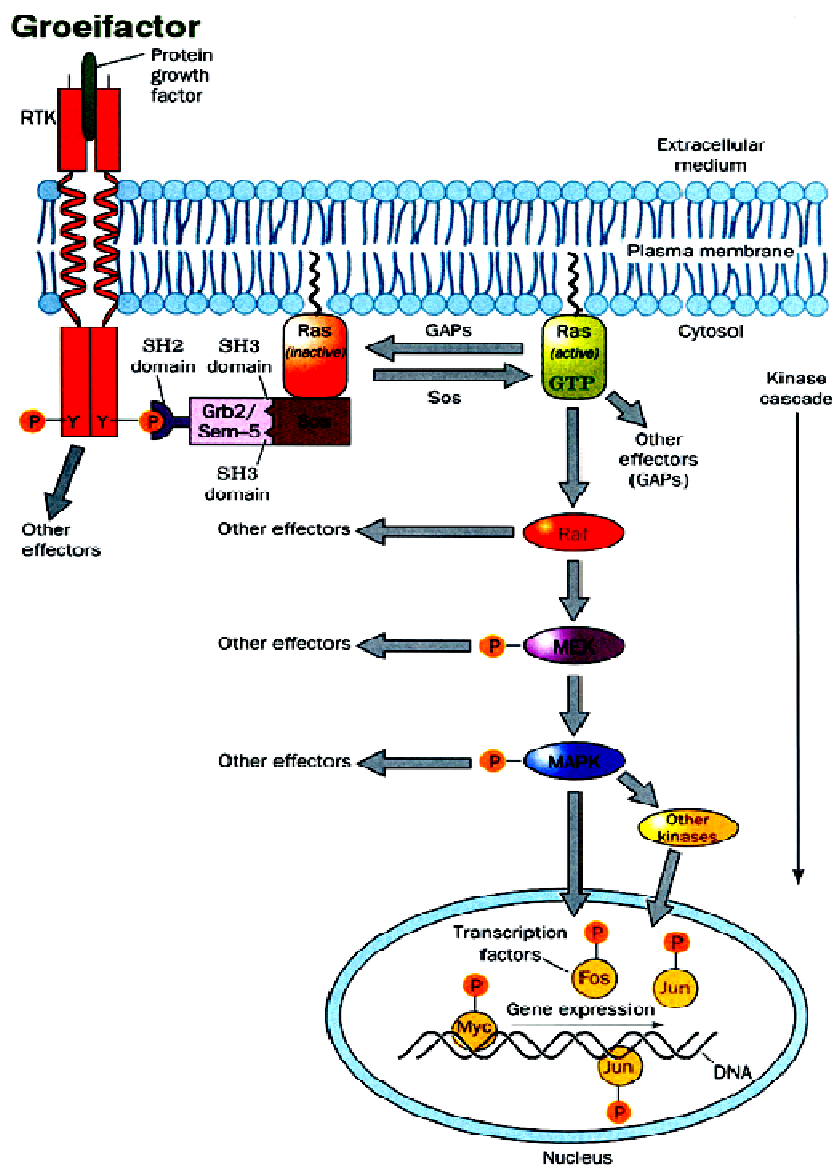 Groeifactor
Protein
growth
factor
RTK
Extracellular
medium
Plasma membrane
Cytosol
Ras
(inactive)
GAPs
Sos
Ras
(active)
GTP
SH2
domain
SH3
domain
Grb2/
Sem-5
Sos
P
Y
Y
P
SH3
domain
Other
effectors
Other
effectors
(GAPs)
Kinase
cascade
Other effectors
Raf
Other effectors
P
MEK
Other effectors
P
MAPK
Other
kinases
Transcription
factors
P
Fos
P
Jun
P
Myc
Gene expression
Jun
P
DNA
Nucleus